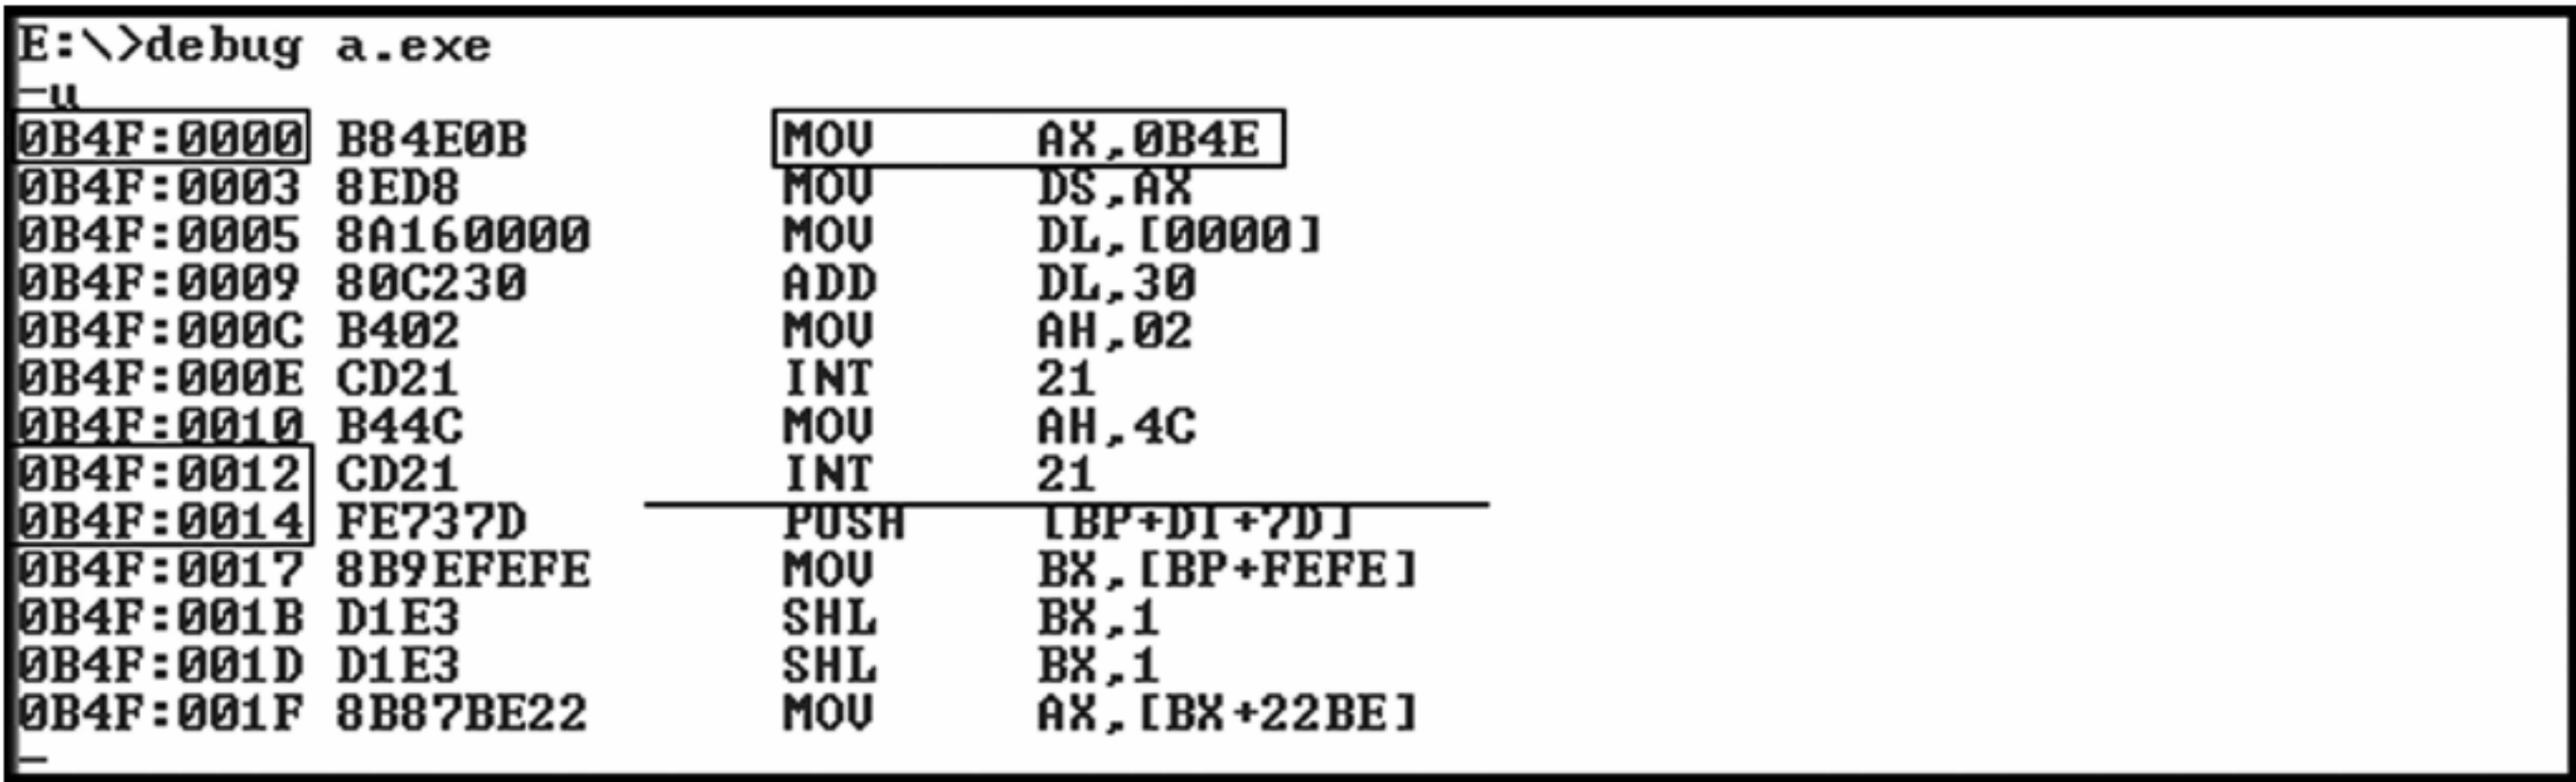 E:\>debug a.exe
-u
0B4F:0000 B84E0B MOV AX,0B4E
0B4F:0003 8ED8 MOV DS,AX
0B4F:0005 8A160000 MOV DL,[0000]
0B4F:0009 80C230 ADD DL,30
0B4F:000C B402 MOV AH,02
0B4F:000E CD21 INT 21
0B4F:0010 B44C MOV AH,4C
0B4F:0012 CD21 INT 21
0B4F:0014 FE737D PUSH [BP+DI+7D]
0B4F:0017 8B9EFEFE MOV BX,[BP+FEFE]
0B4F:001B D1E3 SHL BX,1
0B4F:001D D1E3 SHL BX,1
0B4F:001F 8B87BE22 MOV AX,[BX+22BE]
-